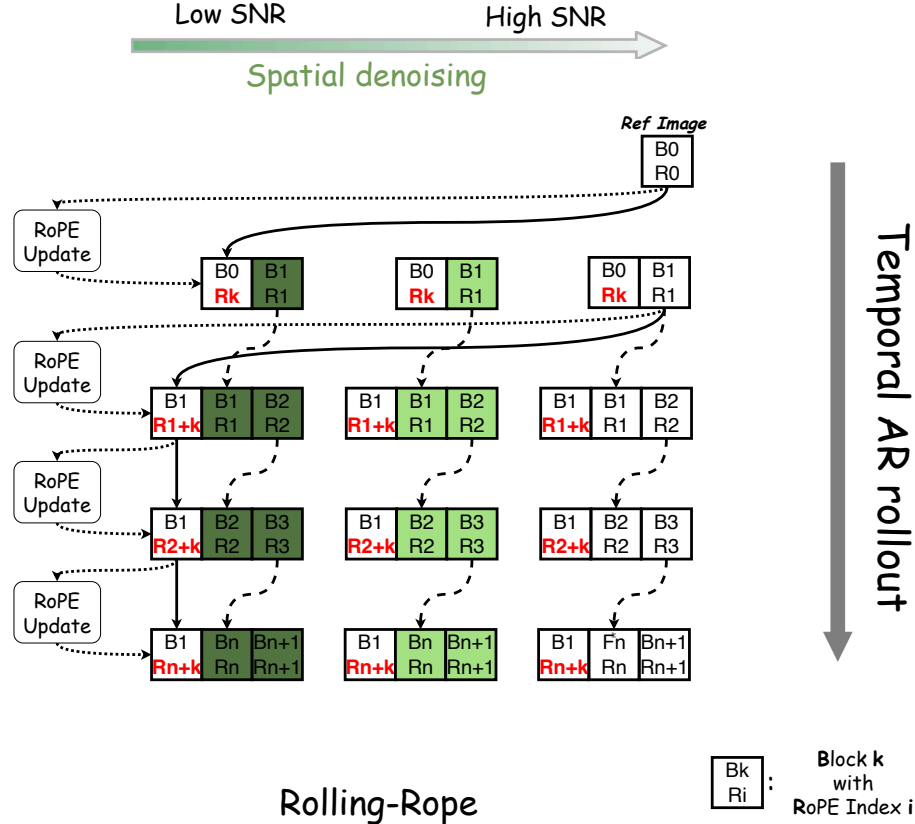 Low SNR High SNR
Spatial denoising
Ref Image
B0
R0
RoPE
Update
B0 B1 B0 B1 B0 B1
Rk R1 Rk R1 Rk R1
RoPE
Update
B1 B1 B2 B1 B1 B2 B1 B1 B2
R1+k R1 R2 R1+k R1 R2 R1+k R1 R2
RoPE
Update
B1 B2 B3 B1 B2 B3 B1 B2 B3
R2+k R2 R3 R2+k R2 R3 R2+k R2 R3
RoPE
Update
B1 Bn Bn+1 B1 Bn Bn+1 B1 Fn Bn+1
Rn+k Rn Rn+1 Rn+k Rn Rn+1 Rn+k Rn Rn+1
Temporal AR rollout
Rolling-Rope
Bk
Ri
:
Block k
with
RoPE Index i